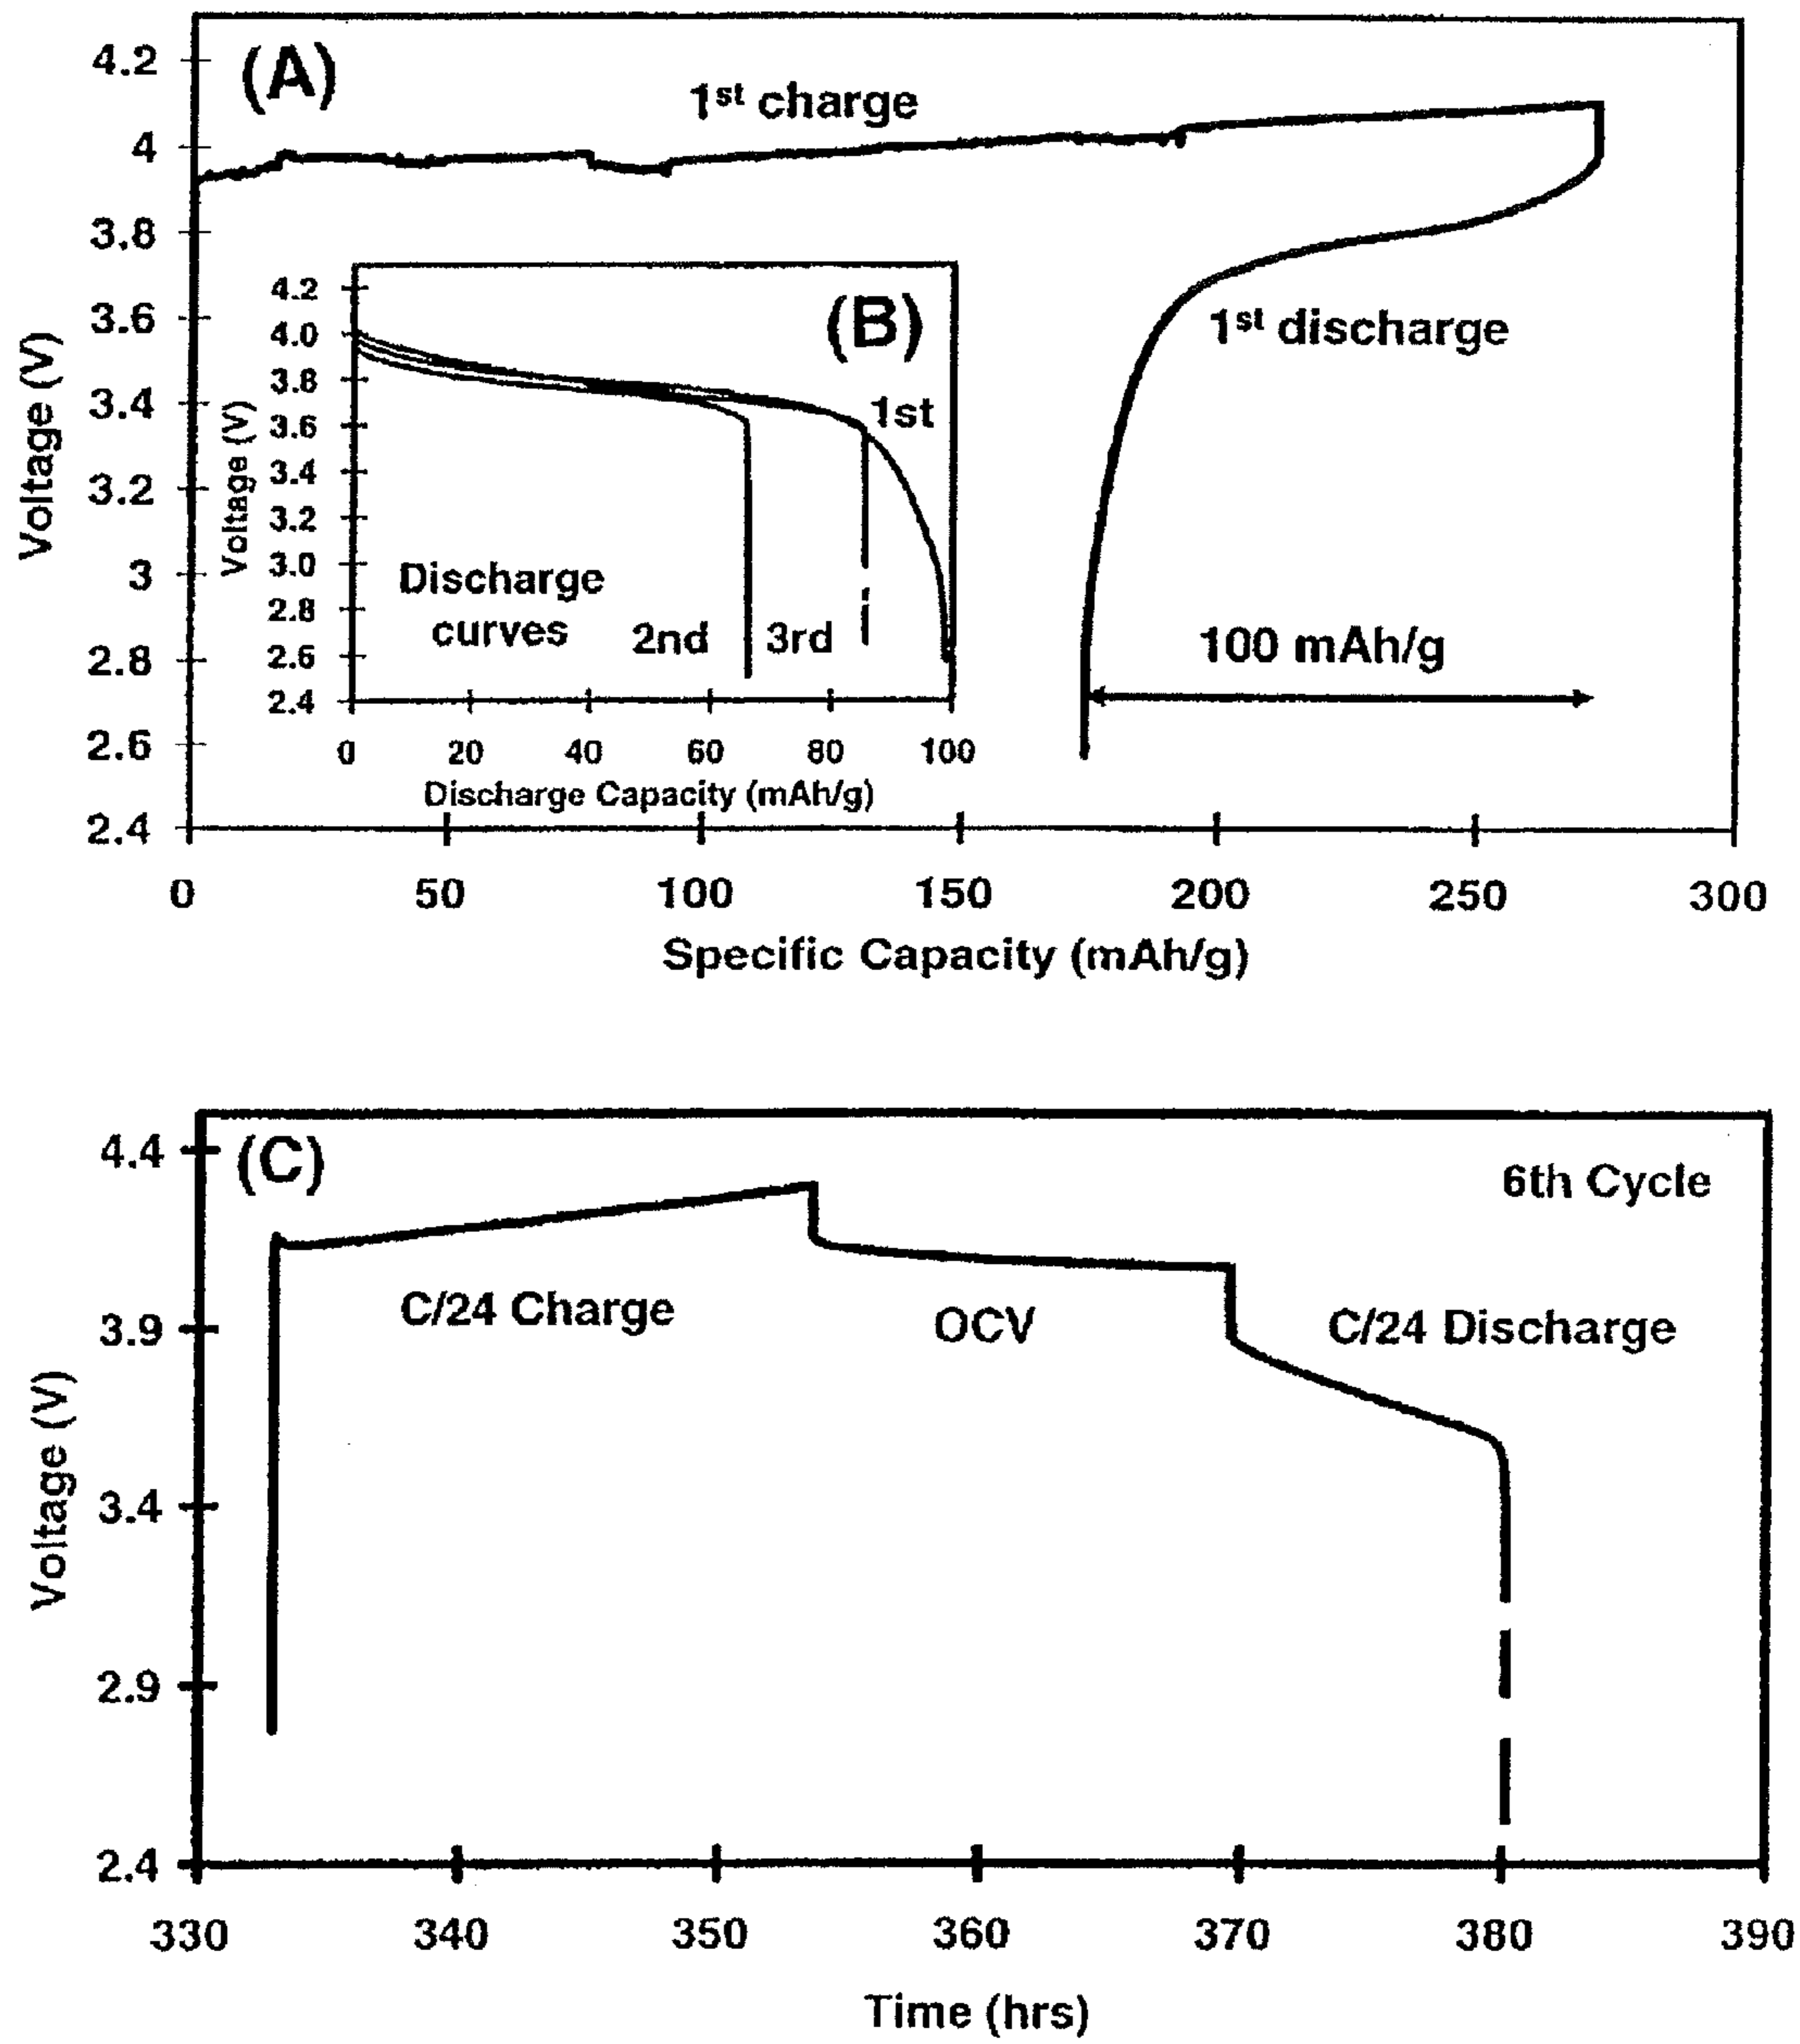 (A)
1st charge
4.2
4
3.8
3.6
3.4
3.2
3
2.8
2.6
2.4
Voltage (V)
1st discharge
100 mAh/g
(B)
4.2
4.0
3.8
3.6
3.4
3.2
3.0
2.8
2.6
2.4
Voltage (V)
1st
Discharge
curves
2nd
3rd
0 20 40 60 80 100
Discharge Capacity (mAh/g)
0 50 100 150 200 250 300
Specific Capacity (mAh/g)
(C)
6th Cycle
4.4
3.9
3.4
2.9
2.4
Voltage (V)
C/24 Charge
OCV
C/24 Discharge
330 340 350 360 370 380 390
Time (hrs)